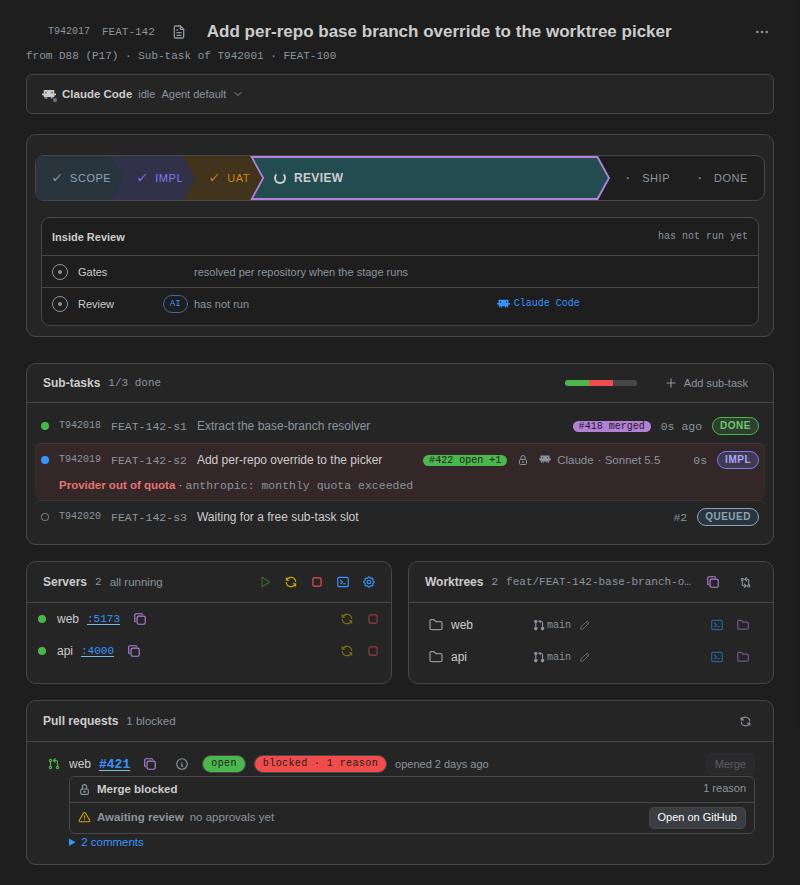 T942017 FEAT-142 Add per-repo base branch override to the worktree picker
from D88 (P17) · Sub-task of T942001 · FEAT-100
Claude Code idle Agent default
SCOPE IMPL UAT REVIEW SHIP DONE
Inside Review has not run yet
Gates resolved per repository when the stage runs
Review AI has not run Claude Code
Sub-tasks 1/3 done Add sub-task
T942018 FEAT-142-s1 Extract the base-branch resolver #418 merged 0s ago DONE
T942019 FEAT-142-s2 Add per-repo override to the picker #422 open +1 Claude · Sonnet 5.5 0s IMPL
Provider out of quota · anthropic: monthly quota exceeded
T942020 FEAT-142-s3 Waiting for a free sub-task slot #2 QUEUED
Servers 2 all running
web :5173
api :4000
Worktrees 2 feat/FEAT-142-base-branch-o…
web main
api main
Pull requests 1 blocked
web #421 open blocked · 1 reason opened 2 days ago Merge
Merge blocked 1 reason
Awaiting review no approvals yet Open on GitHub
2 comments